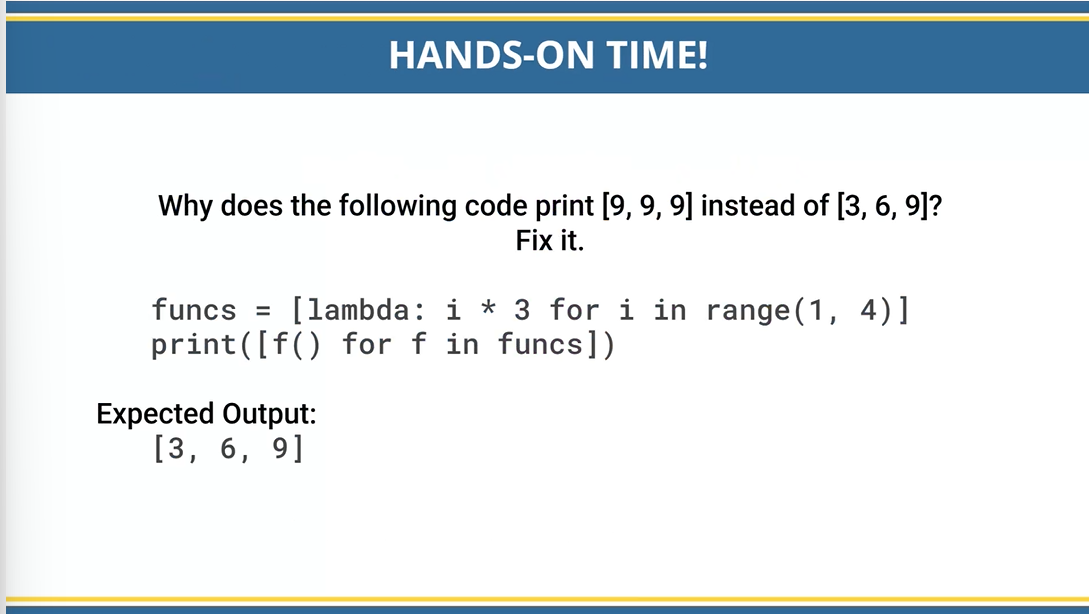 HANDS-ON TIME!
Why does the following code print [9, 9, 9] instead of [3, 6, 9]?
Fix it.
funcs = [lambda: i * 3 for i in range(1, 4)]
print([f() for f in funcs])
Expected Output:
[3, 6, 9]